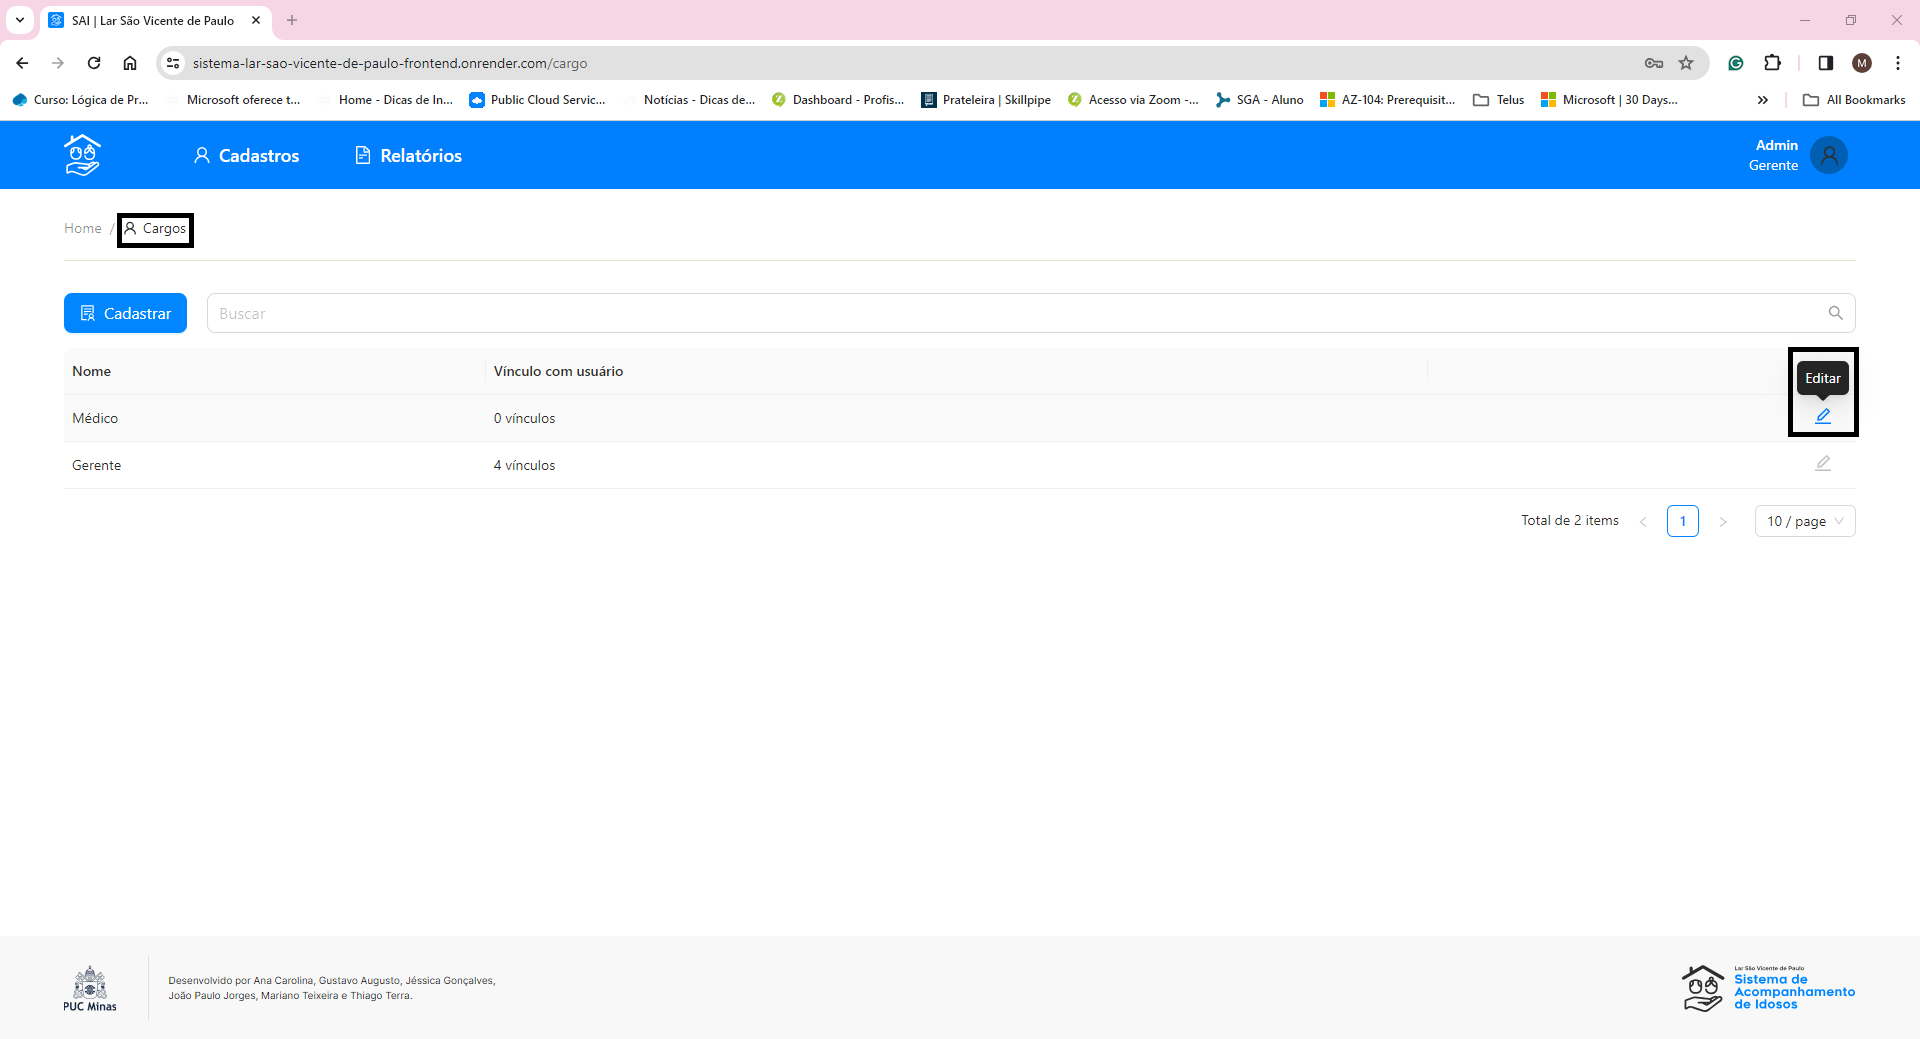 SAI | Lar São Vicente de Paulo
sistema-lar-sao-vicente-de-paulo-frontend.onrender.com/cargo
M
Curso: Lógica de Pr...
Microsoft oferece t...
Home - Dicas de In...
Public Cloud Servic...
Notícias - Dicas de...
Dashboard - Profis...
Prateleira | Skillpipe
Acesso via Zoom -...
SGA - Aluno
AZ-104: Prerequisit...
Telus
Microsoft | 30 Days...
All Bookmarks
Cadastros
Relatórios
Admin
Gerente
Home / Cargos
Cadastrar
Buscar
Nome
Vínculo com usuário
Editar
Médico
0 vínculos
Gerente
4 vínculos
Total de 2 items
1
10 / page
PUC Minas
Desenvolvido por Ana Carolina, Gustavo Augusto, Jéssica Gonçalves,
João Paulo Jorges, Mariano Teixeira e Thiago Terra.
Lar São Vicente de Paulo
Sistema de
Acompanhamento
de Idosos